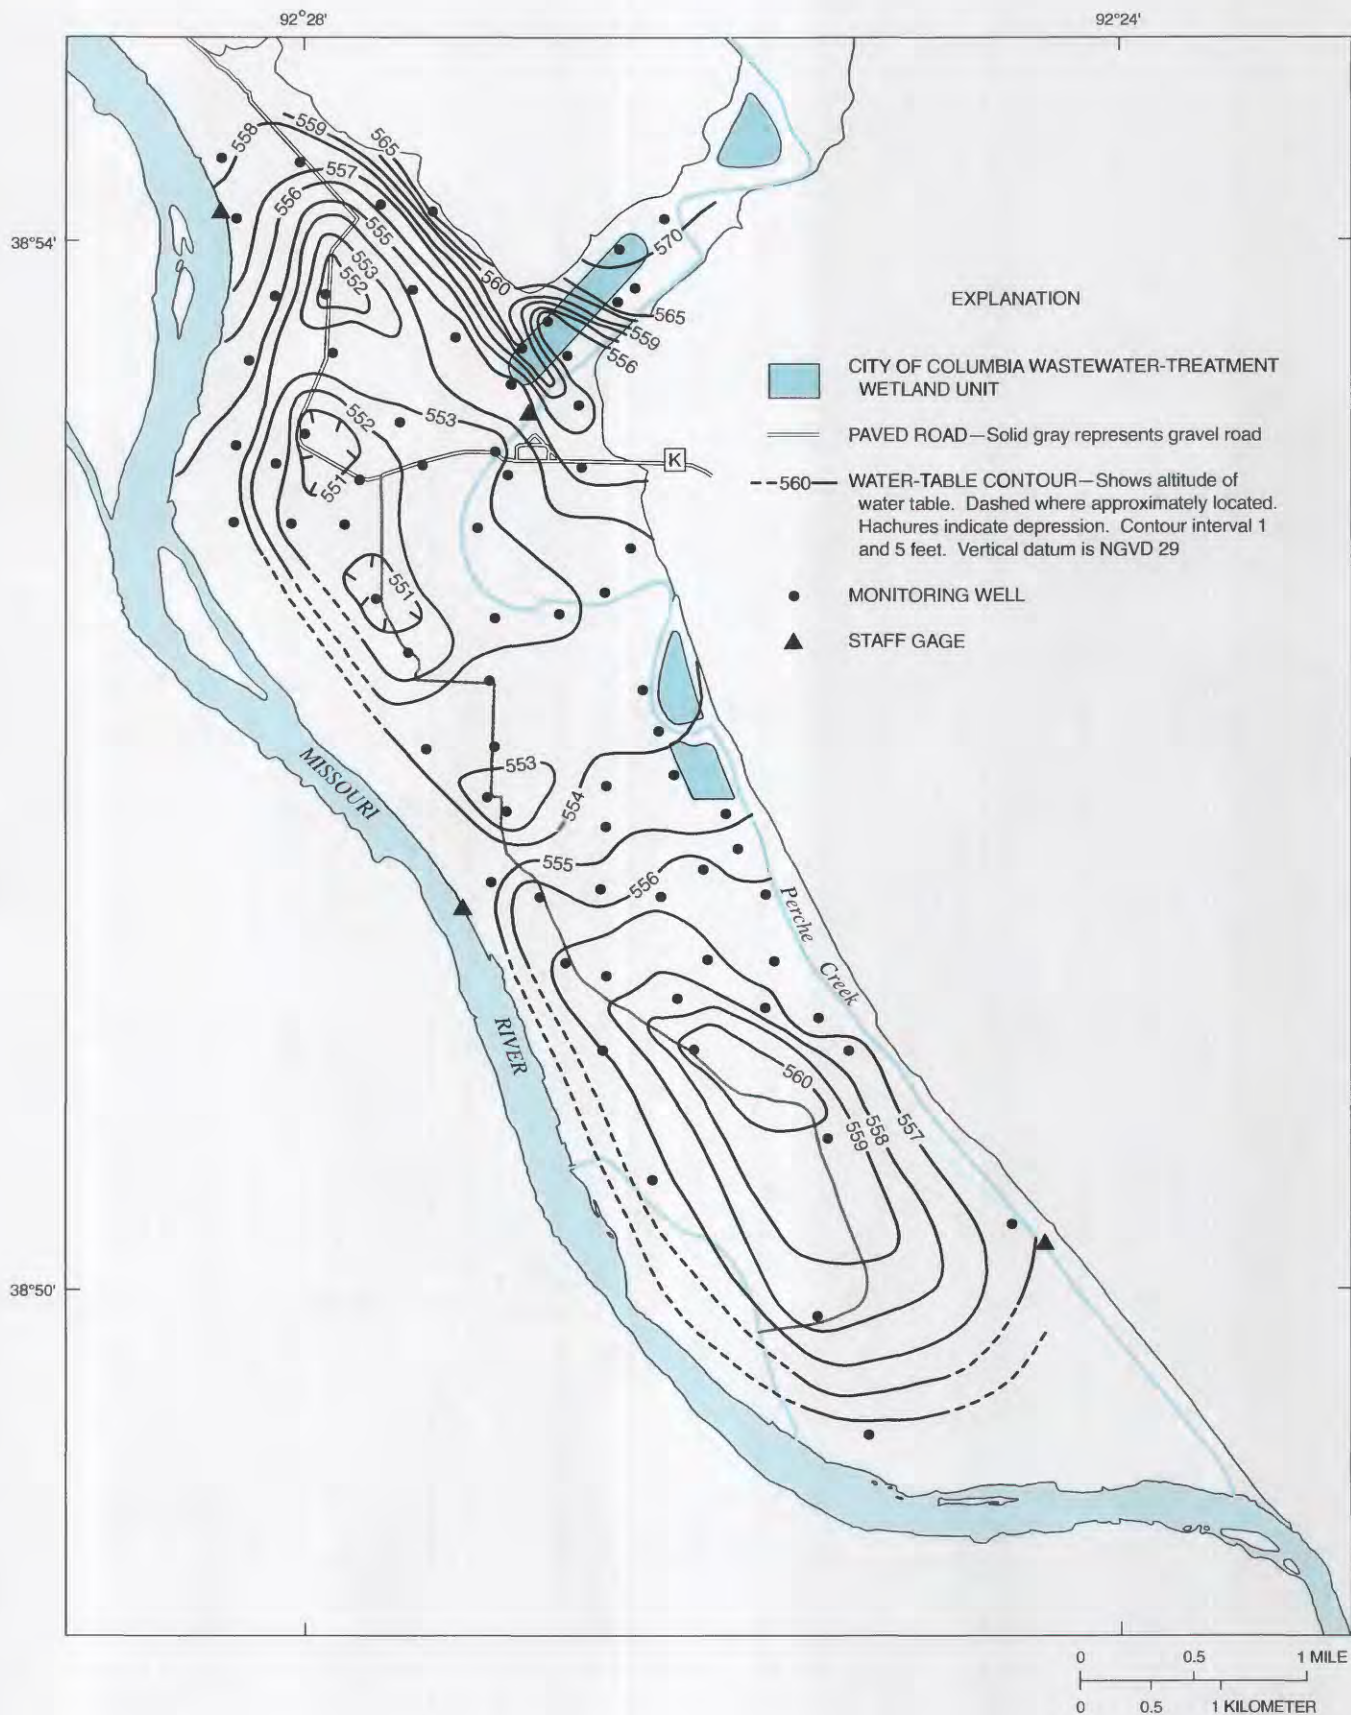 92°28'
92°24'
38°54'
38°50'
558
559
565
557
556
555
553
552
560
570
565
559
556
553
552
551
551
K
553
554
555
556
560
559
558
557
MISSOURI
RIVER
Perche
Creek
EXPLANATION
CITY OF COLUMBIA WASTEWATER-TREATMENT
WETLAND UNIT
PAVED ROAD—Solid gray represents gravel road
--560— WATER-TABLE CONTOUR—Shows altitude of
water table. Dashed where approximately located.
Hachures indicate depression. Contour interval 1
and 5 feet. Vertical datum is NGVD 29
MONITORING WELL
STAFF GAGE
0 0.5 1 MILE
0 0.5 1 KILOMETER